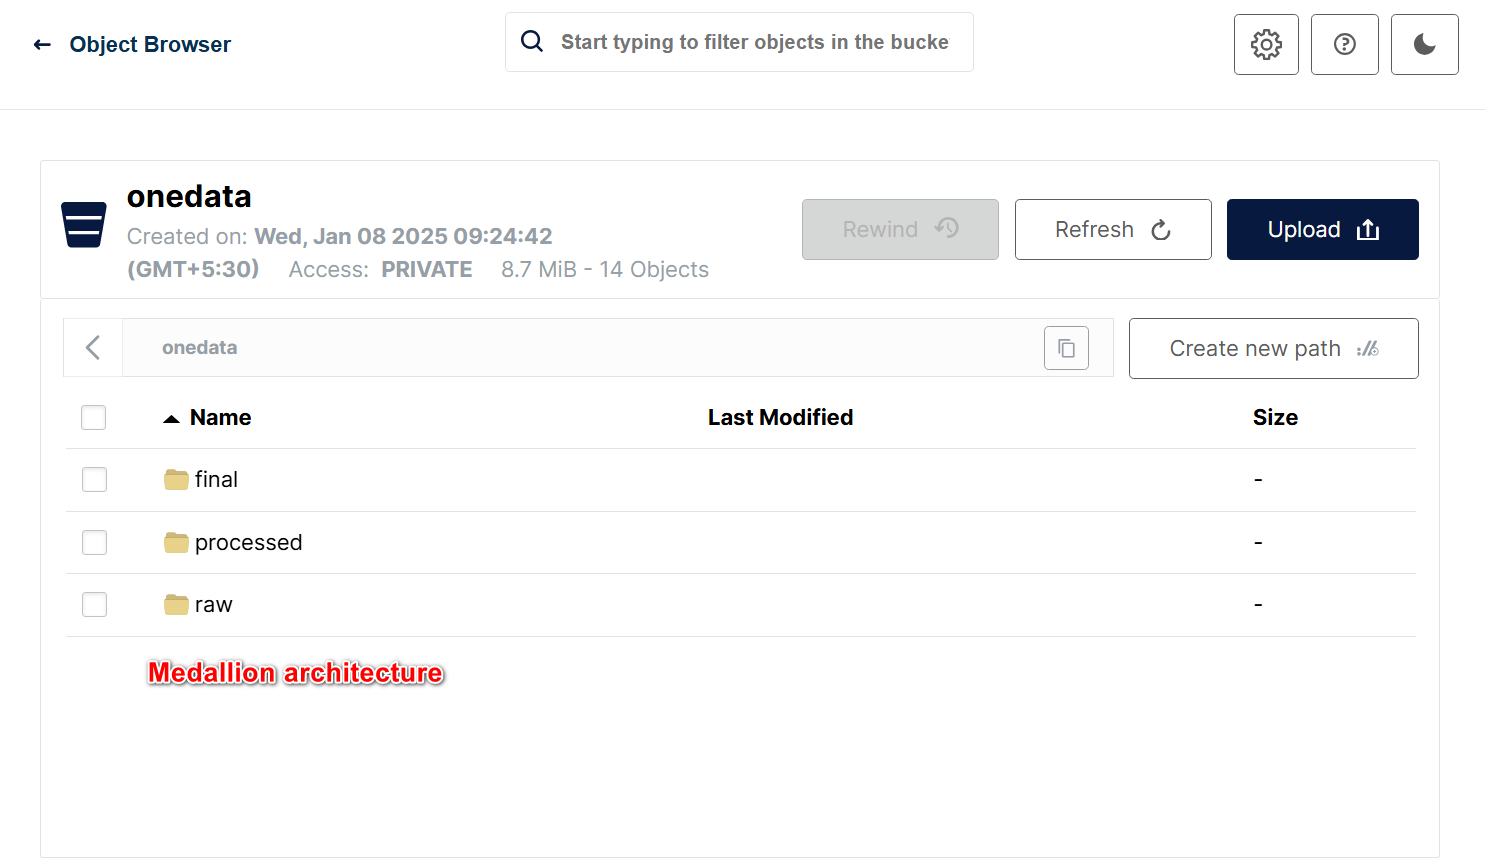 Object Browser
Start typing to filter objects in the bucke
onedata
Created on: Wed, Jan 08 2025 09:24:42
(GMT+5:30) Access: PRIVATE 8.7 MiB - 14 Objects
Rewind
Refresh
Upload
onedata
Create new path
Name Last Modified Size
final -
processed -
raw -
Medallion architecture